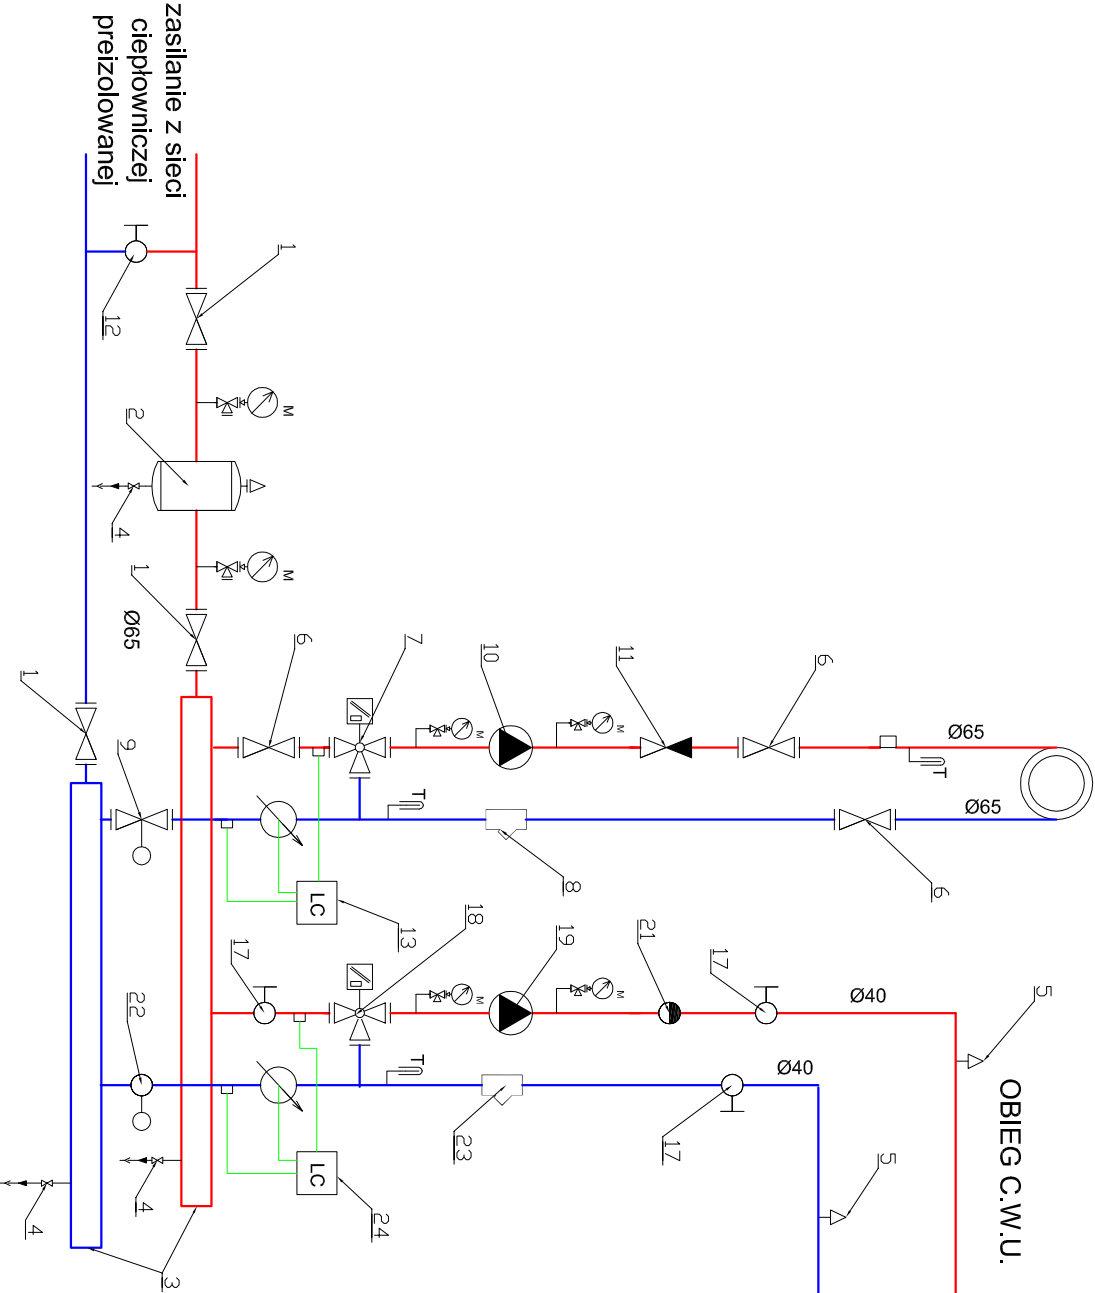 zasilanie z sieci
ciepłowniczej
preizolowanej
1
12
M
2
4
M
1
Ø65
1
9
6
7
10
11
6
M
M
Ø65
T
Ø65
T
8
6
LC
13
17
18
19
21
17
M
M
Ø40
5
OBIEG C.W.U.
22
T
23
17
Ø40
5
LC
24
4
4
3